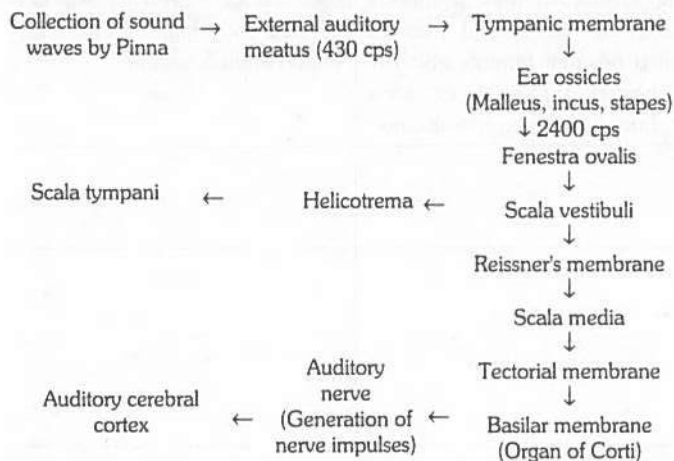 Collection of sound → External auditory → Tympanic membrane
waves by Pinna meatus (430 cps) ↓
Ear ossicles
(Malleus, incus, stapes)
↓ 2400 cps
Fenestra ovalis
↓
Scala tympani ← Helicotrema ← Scala vestibuli
↓
Reissner's membrane
↓
Scala media
↓
Tectorial membrane
↓
Auditory cerebral
cortex
←
Auditory
nerve
(Generation of
nerve impulses)
←
Basilar membrane
(Organ of Corti)